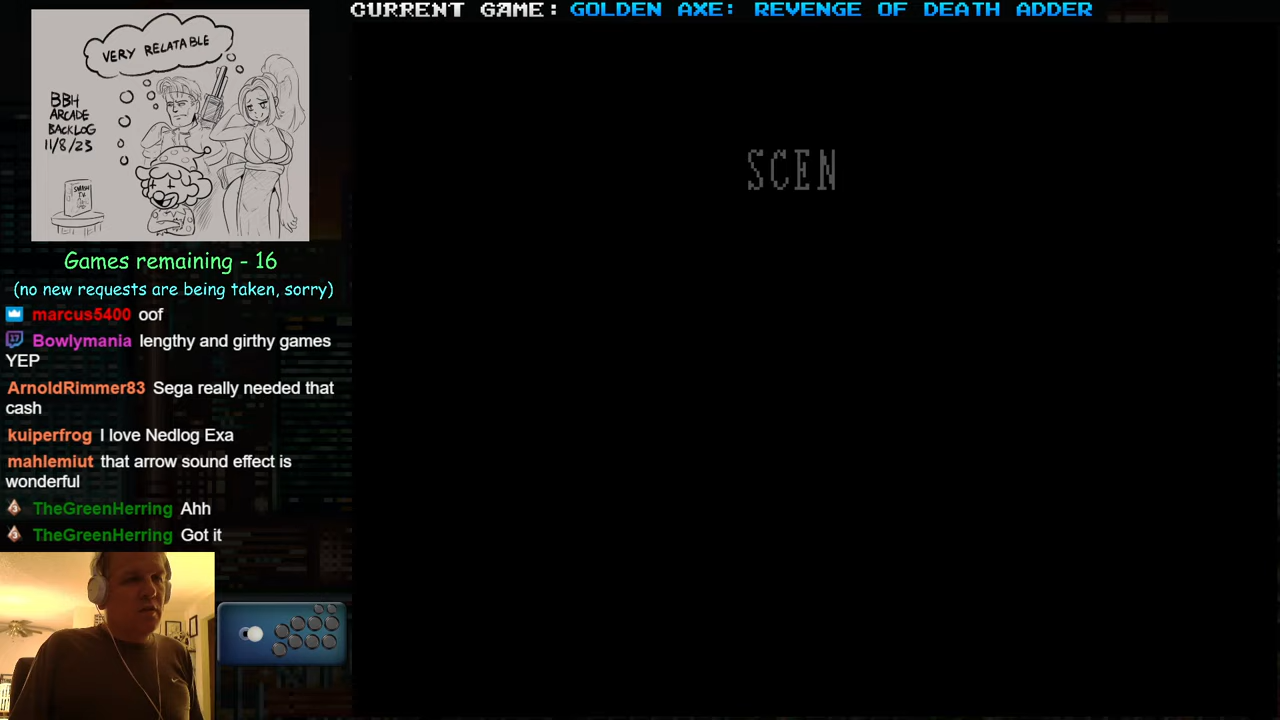 CURRENT GAME: GOLDEN AXE: REVENGE OF DEATH ADDER
VERY RELATABLE
BBH
ARCADE
BACKLOG
11/8/23
SMASH
TV
SCEN
Games remaining - 16
(no new requests are being taken, sorry)
marcus5400 oof
Bowlymania lengthy and girthy games
YEP
ArnoldRimmer83 Sega really needed that
cash
kuiperfrog I love Nedlog Exa
mahlemiut that arrow sound effect is
wonderful
TheGreenHerring Ahh
TheGreenHerring Got it